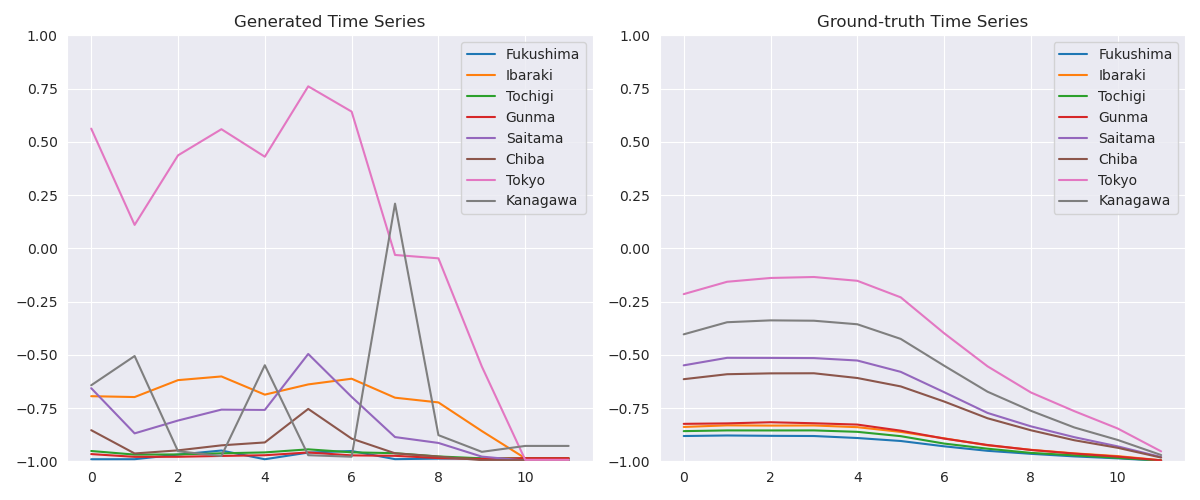 Generated Time Series
1.00
0.75
0.50
0.25
0.00
−0.25
−0.50
−0.75
−1.00
0 2 4 6 8 10
Fukushima
Ibaraki
Tochigi
Gunma
Saitama
Chiba
Tokyo
Kanagawa
Ground-truth Time Series
1.00
0.75
0.50
0.25
0.00
−0.25
−0.50
−0.75
−1.00
0 2 4 6 8 10
Fukushima
Ibaraki
Tochigi
Gunma
Saitama
Chiba
Tokyo
Kanagawa